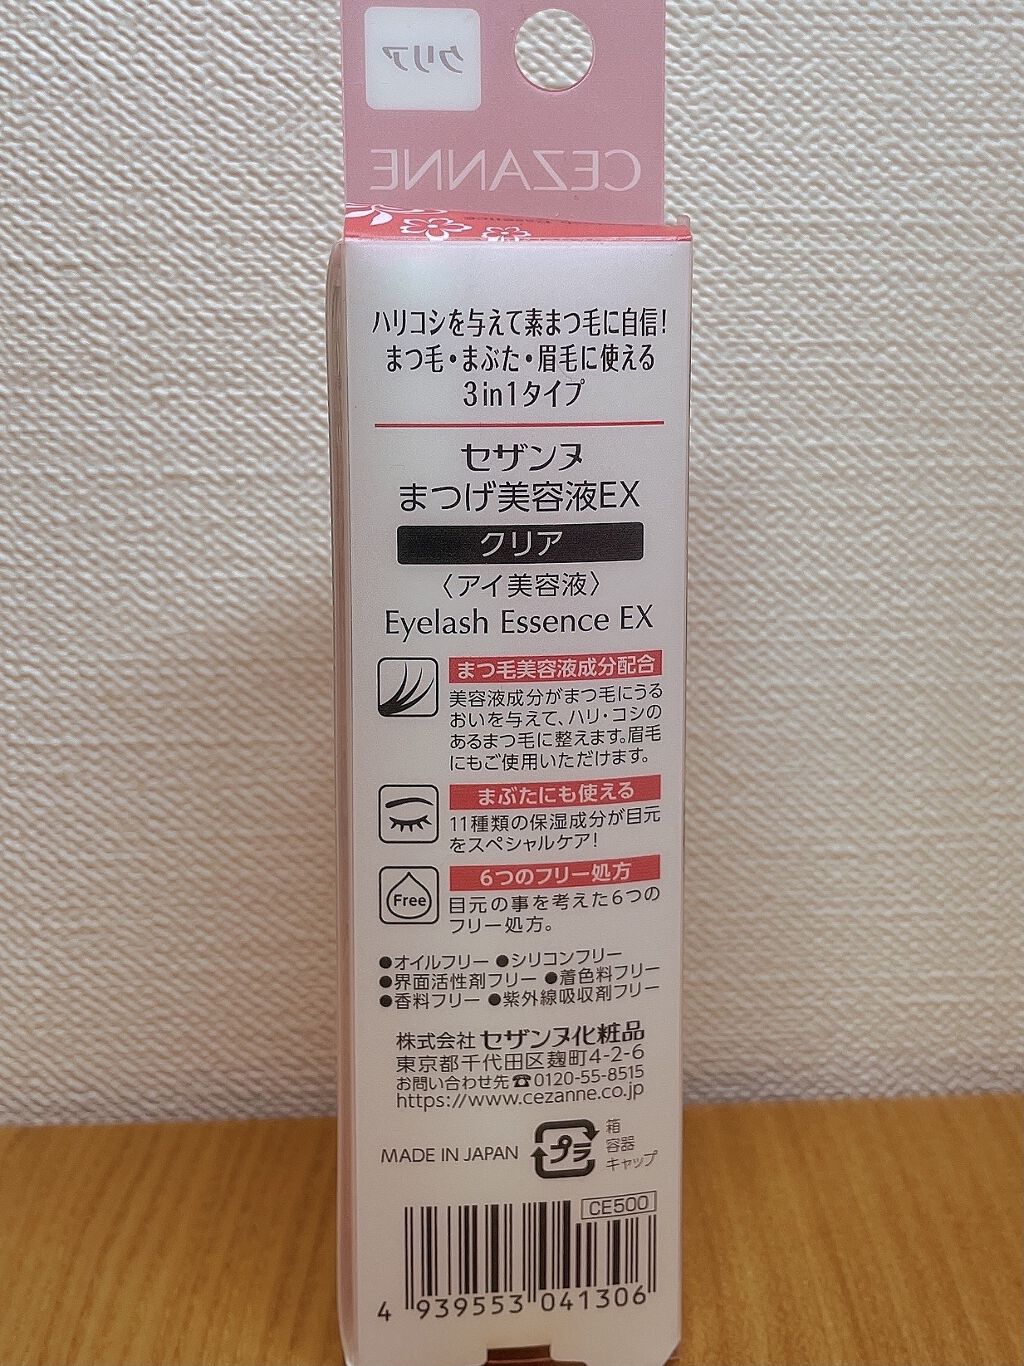 クリア
CEZANNE
ハリコシを与えて素まつ毛に自信!
まつ毛・まぶた・眉毛に使える
3in1タイプ
セザンヌ
まつげ美容液EX
クリア
〈アイ美容液〉
Eyelash Essence EX
まつ毛美容液成分配合
美容液成分がまつ毛にうる
おいを与えて、ハリ・コシの
あるまつ毛に整えます。眉毛
にもご使用いただけます。
まぶたにも使える
11種類の保湿成分が目元
をスペシャルケア!
6つのフリー処方
Free
目元の事を考えた6つの
フリー処方。
●オイルフリー ●シリコンフリー
●界面活性剤フリー ●着色料フリー
●香料フリー ●紫外線吸収剤フリー
株式会社 セザンヌ化粧品
東京都千代田区麹町4-2-6
お問い合わせ先☎0120-55-8515
https://www.cezanne.co.jp
MADE IN JAPAN
プラ
箱
容器
キャップ
CE500
4 939553 041306